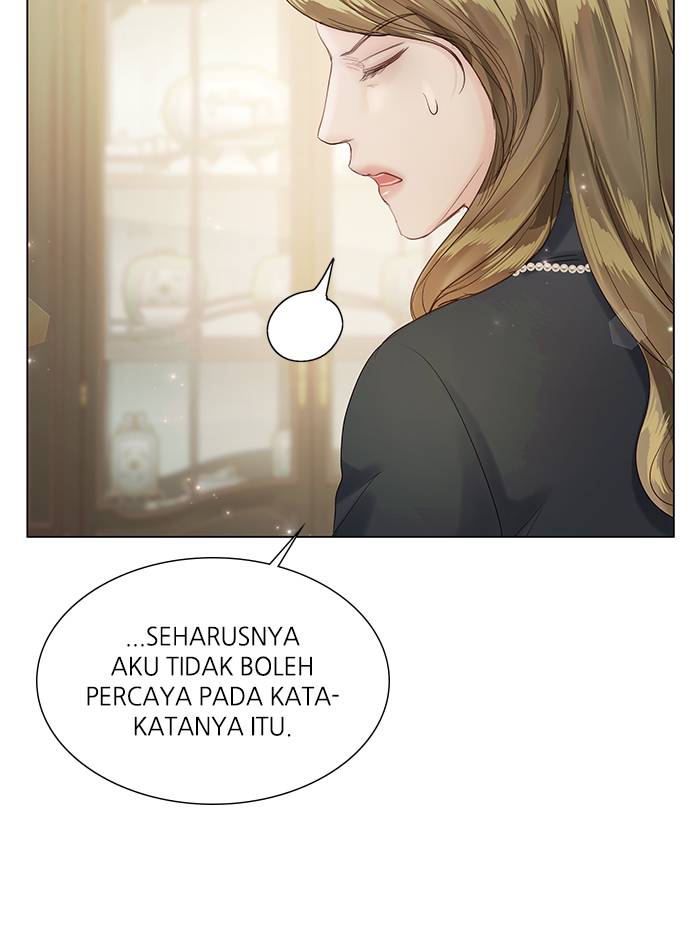 ...SEHARUSNYA
AKU TIDAK BOLEH
PERCAYA PADA KATA-
KATANYA ITU.